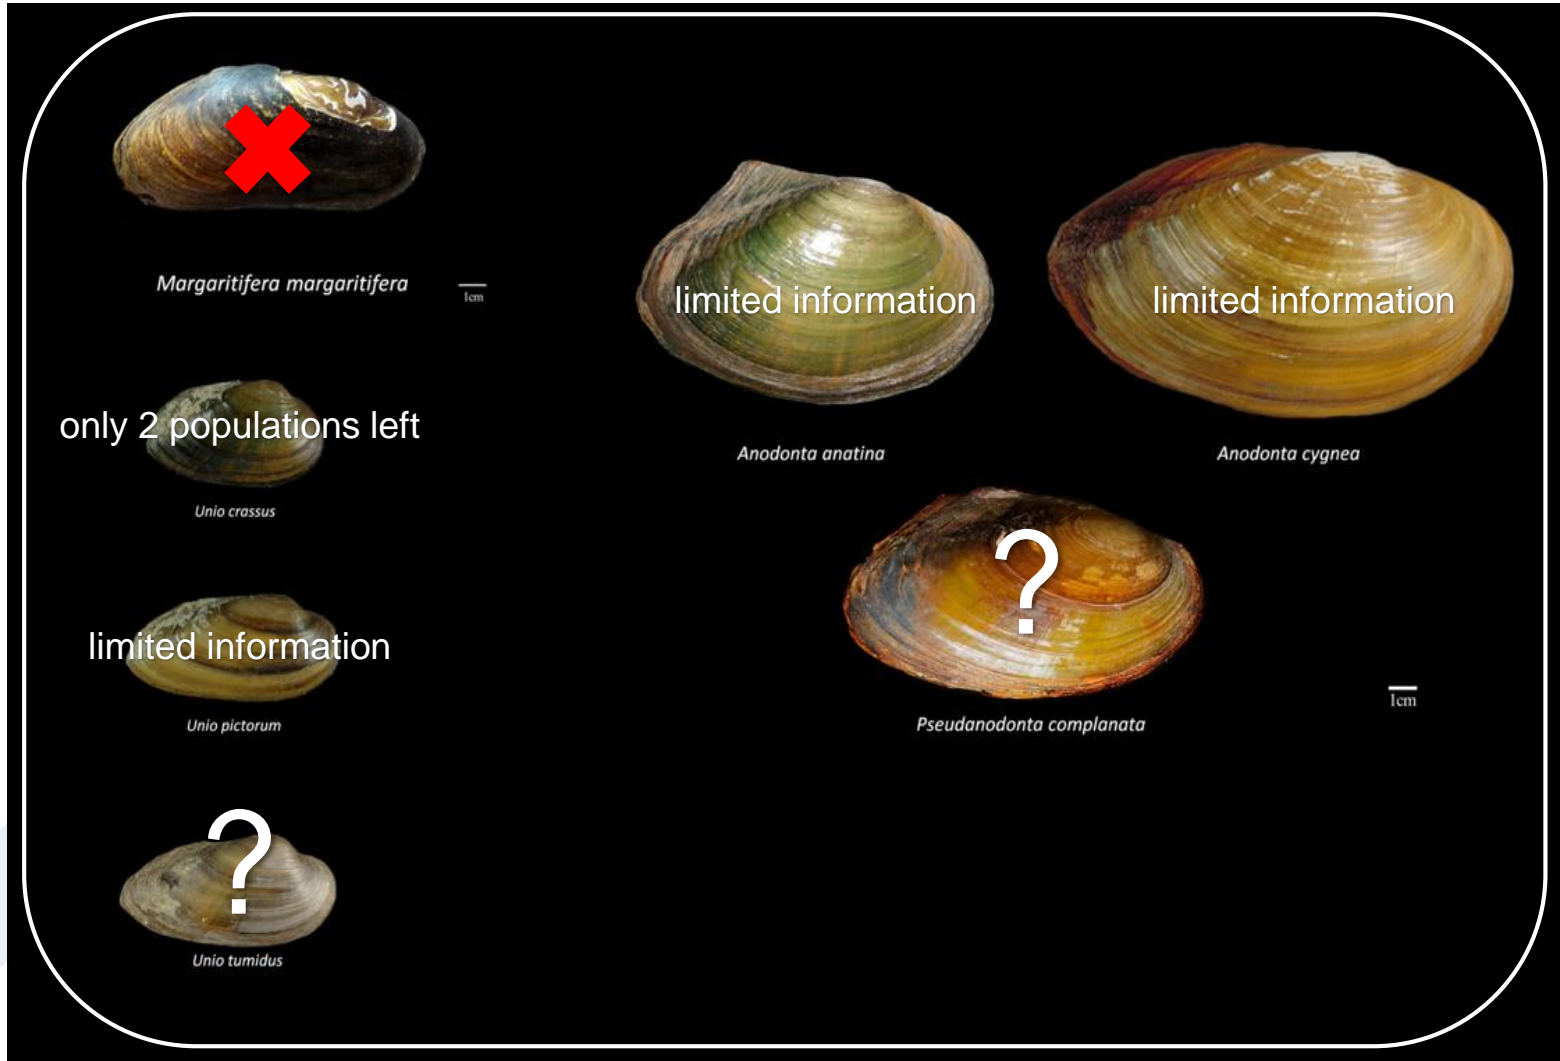 Margaritifera margaritifera
1cm
only 2 populations left
Unio crassus
limited information
Unio pictorum
?
Unio tumidus
limited information
Anodonta anatina
limited information
Anodonta cygnea
?
Pseudanodonta complanata
1cm